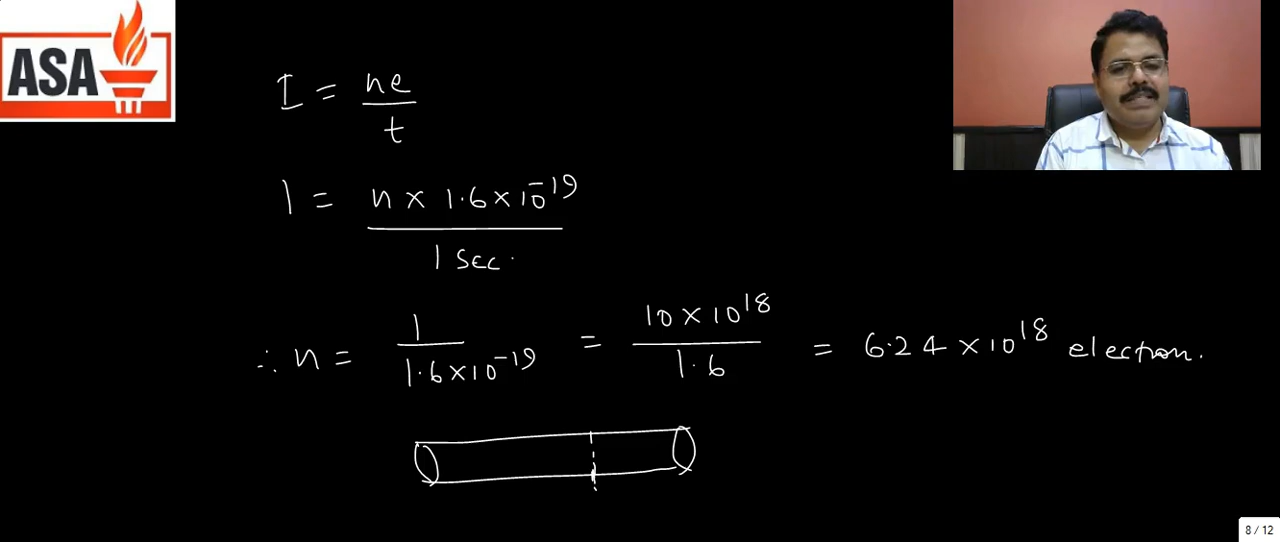 ASA
I = ne/t
1 = n × 1.6 × 10⁻¹⁹ / 1 sec.
∴ n = 1 / 1.6 × 10⁻¹⁹ = 10 × 10¹⁸ / 1.6 = 6.24 × 10¹⁸ electron.
8 / 12